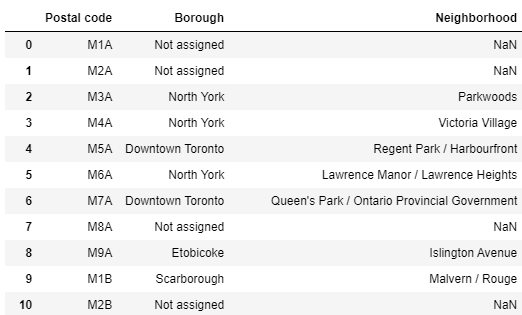 Postal code Borough Neighborhood
0 M1A Not assigned NaN
1 M2A Not assigned NaN
2 M3A North York Parkwoods
3 M4A North York Victoria Village
4 M5A Downtown Toronto Regent Park / Harbourfront
5 M6A North York Lawrence Manor / Lawrence Heights
6 M7A Downtown Toronto Queen's Park / Ontario Provincial Government
7 M8A Not assigned NaN
8 M9A Etobicoke Islington Avenue
9 M1B Scarborough Malvern / Rouge
10 M2B Not assigned NaN